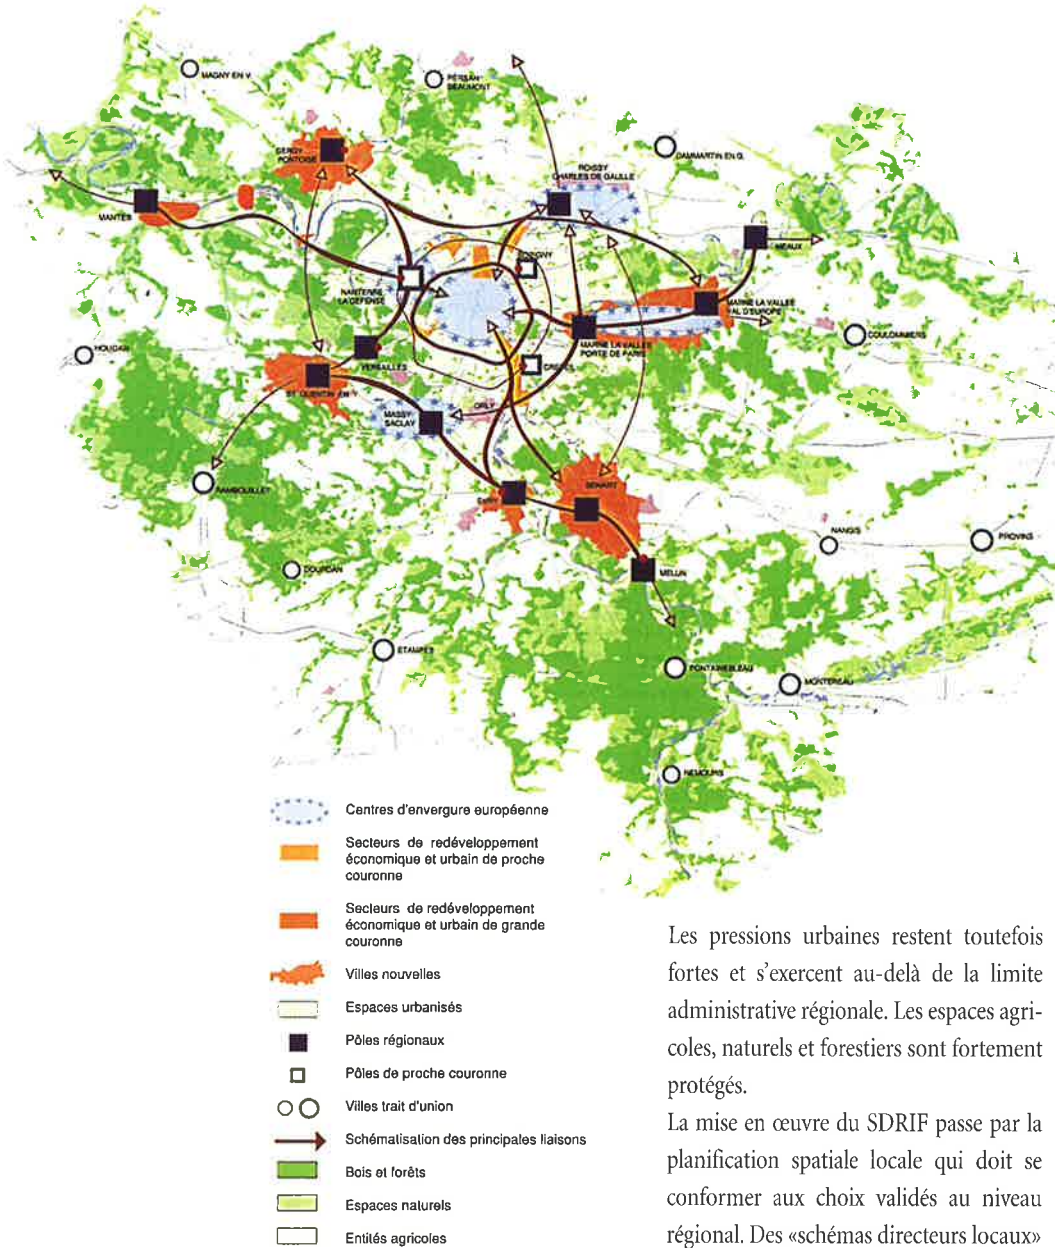 MAGNY EN V.
PERSAN-
BEAUMONT
CERGY
PONTOISE
DAMMARTIN EN G.
ROISSY
CHARLES DE GAULLE
MANTES
MEAUX
BOBIGNY
NANTERRE
LA DEFENSE
MARNE LA VALLEE
VAL D'EUROPE
COULOMMIERS
HOUDAN
MARNE LA VALLEE
PORTE DE PARIS
VERSAILLES
CRETEIL
ST QUENTIN EN Y.
MASSY-
SACLAY
ORLY
RAMBOUILLET
SENART
EVRY
NANGIS
PROVINS
DOURDAN
MELUN
ETAMPES
FONTAINEBLEAU
MONTEREAU
NEMOURS
Centres d'envergure européenne
Secteurs de redéveloppement
économique et urbain de proche
couronne
Secteurs de redéveloppement
économique et urbain de grande
couronne
Villes nouvelles
Espaces urbanisés
Pôles régionaux
Pôles de proche couronne
Villes trait d'union
Schématisation des principales liaisons
Bois et forêts
Espaces naturels
Entités agricoles
Les pressions urbaines restent toutefois
fortes et s'exercent au-delà de la limite
administrative régionale. Les espaces agri-
coles, naturels et forestiers sont fortement
protégés.
La mise en œuvre du SDRIF passe par la
planification spatiale locale qui doit se
conformer aux choix validés au niveau
régional. Des «schémas directeurs locaux»